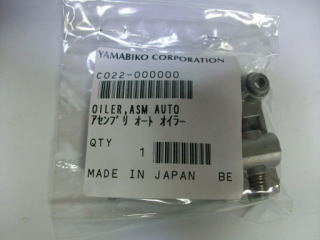 YAMABIKO CORPORATION
C022-000000
OILER,ASM AUTO
アセンブリ オート オイラー
QTY
1
MADE IN JAPAN BE